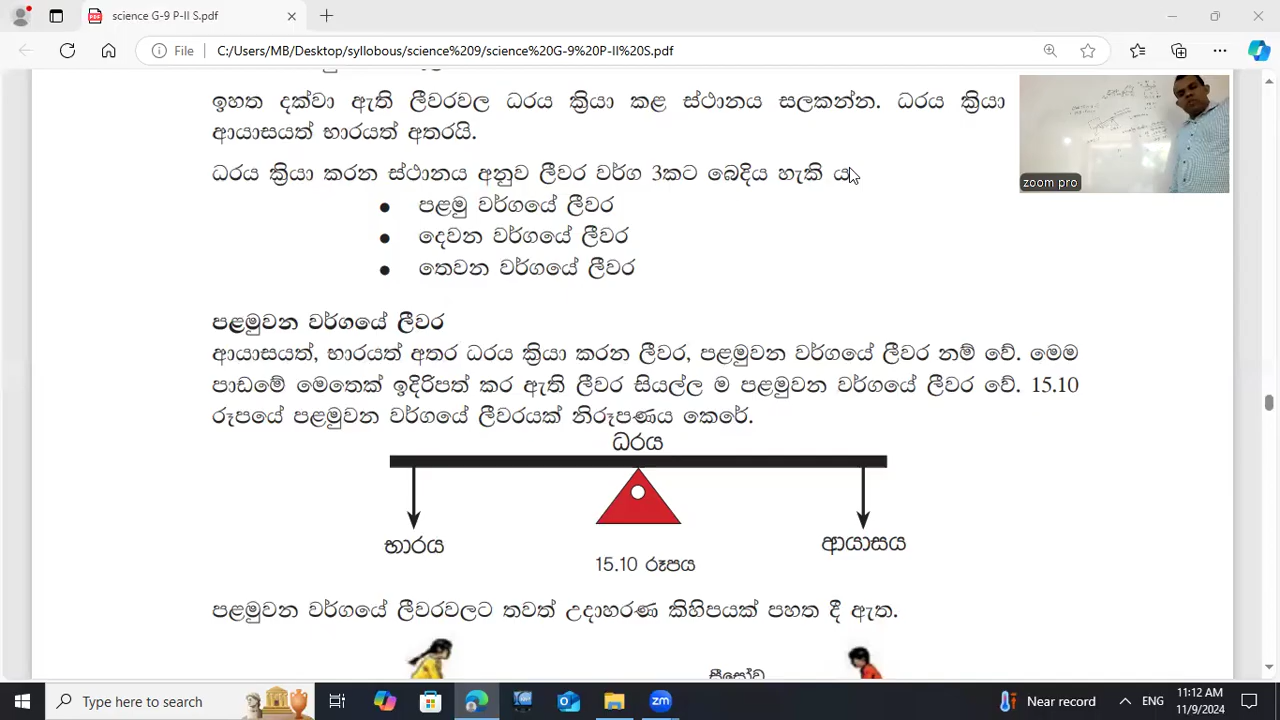 science G-9 P-II S.pdf
File
C:/Users/MB/Desktop/syllobous/science%209/science%20G-9%20P-II%20S.pdf
ඉහත දක්වා ඇති ලීවරවල ධරය ක්‍රියා කළ ස්ථානය සලකන්න. ධරය ක්‍රියා
ආයාසයත් භාරයත් අතරයි.
zoom pro
ධරය ක්‍රියා කරන ස්ථානය අනුව ලීවර වර්ග 3කට බෙදිය හැකි ය
● පළමු වර්ගයේ ලීවර
● දෙවන වර්ගයේ ලීවර
● තෙවන වර්ගයේ ලීවර
පළමුවන වර්ගයේ ලීවර
ආයාසයත්, භාරයත් අතර ධරය ක්‍රියා කරන ලීවර, පළමුවන වර්ගයේ ලීවර නම් වේ. මෙම
පාඩමේ මෙතෙක් ඉදිරිපත් කර ඇති ලීවර සියල්ල ම පළමුවන වර්ගයේ ලීවර වේ. 15.10
රූපයේ පළමුවන වර්ගයේ ලීවරයක් නිරූපණය කෙරේ.
ධරය
භාරය
ආයාසය
15.10 රූපය
පළමුවන වර්ගයේ ලීවරවලට තවත් උදාහරණ කිහිපයක් පහත දී ඇත.
සීසෝව
Type here to search
Near record
ENG
11:12 AM
11/9/2024